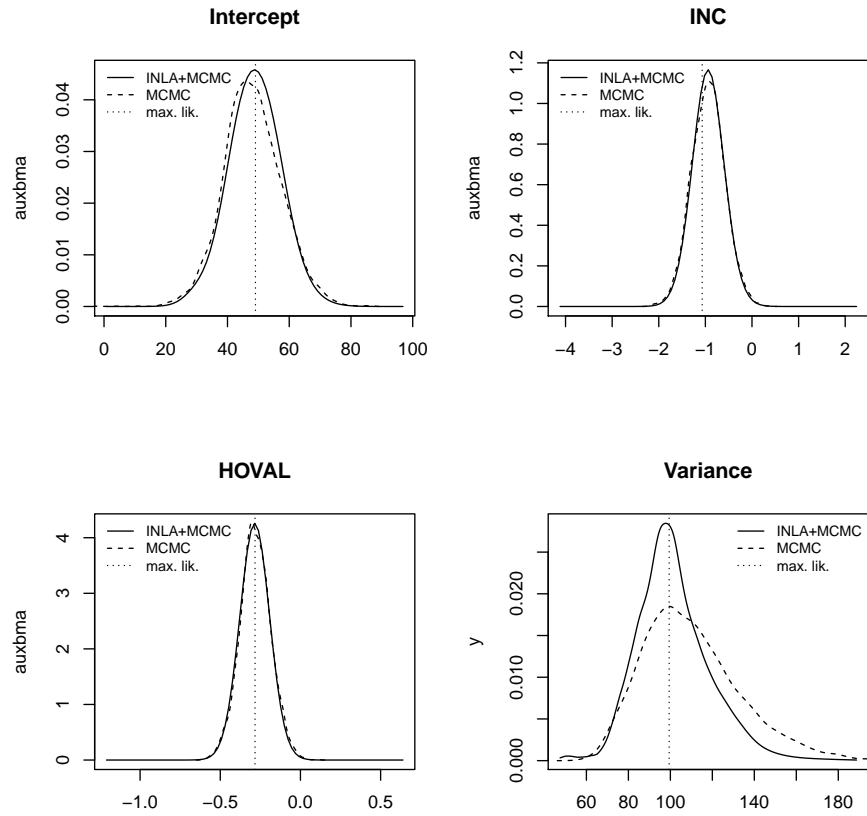 Intercept
INLA+MCMC
MCMC
max. lik.
auxbma
0.00 0.01 0.02 0.03 0.04
0 20 40 60 80 100
INC
INLA+MCMC
MCMC
max. lik.
auxbma
0.0 0.2 0.4 0.6 0.8 1.0 1.2
−4 −3 −2 −1 0 1 2
HOVAL
INLA+MCMC
MCMC
max. lik.
auxbma
0 1 2 3 4
−1.0 −0.5 0.0 0.5
Variance
INLA+MCMC
MCMC
max. lik.
y
0.000 0.010 0.020
60 80 100 140 180